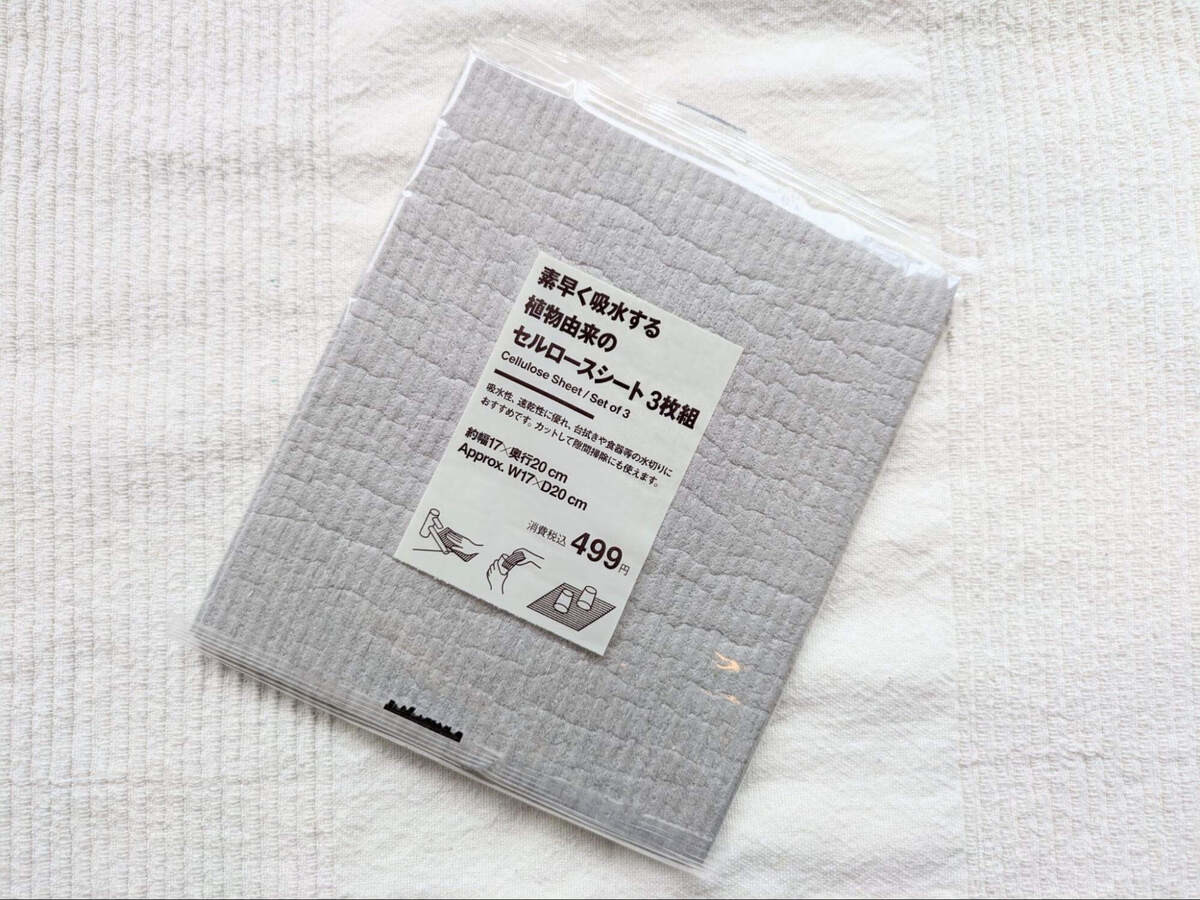 素早く吸水する
植物由来の
セルロースシート 3枚組
Cellulose Sheet / Set of 3
吸水性、速乾性に優れ、台拭きや食器等の水切りに
おすすめです。カットして隙間掃除にも使えます。
約幅17×奥行20cm
Approx. W17×D20cm
消費税込 499円